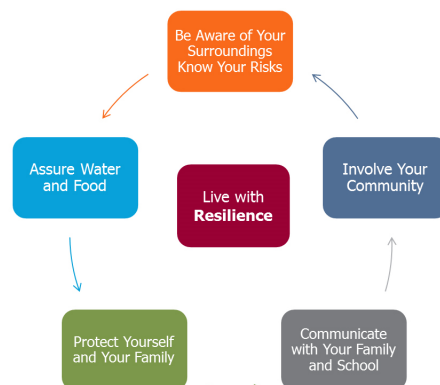 Be Aware of Your
Surroundings
Know Your Risks
Assure Water
and Food
Live with
Resilience
Involve Your
Community
Protect Yourself
and Your Family
Communicate
with Your Family
and School